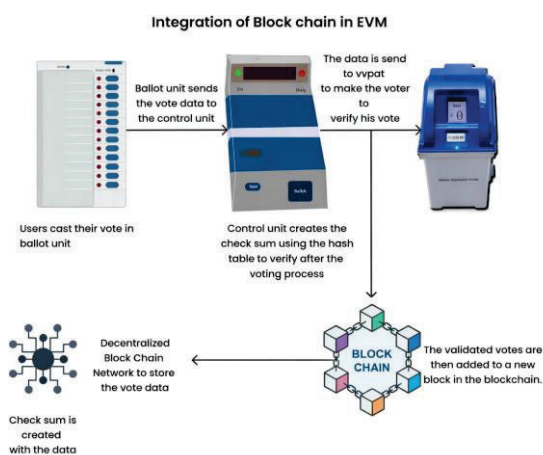 Integration of Block chain in EVM
Ballot unit sends
the vote data to
the control unit
The data is send
to vvpat
to make the voter
to
verify his vote
Ballot
Users cast their vote in
ballot unit
Control unit creates the
check sum using the hash
table to verify after the
voting process
Decentralized
Block Chain
Network to store
the vote data
BLOCK
CHAIN
The validated votes are
then added to a new
block in the blockchain.
Check sum is
created
with the data